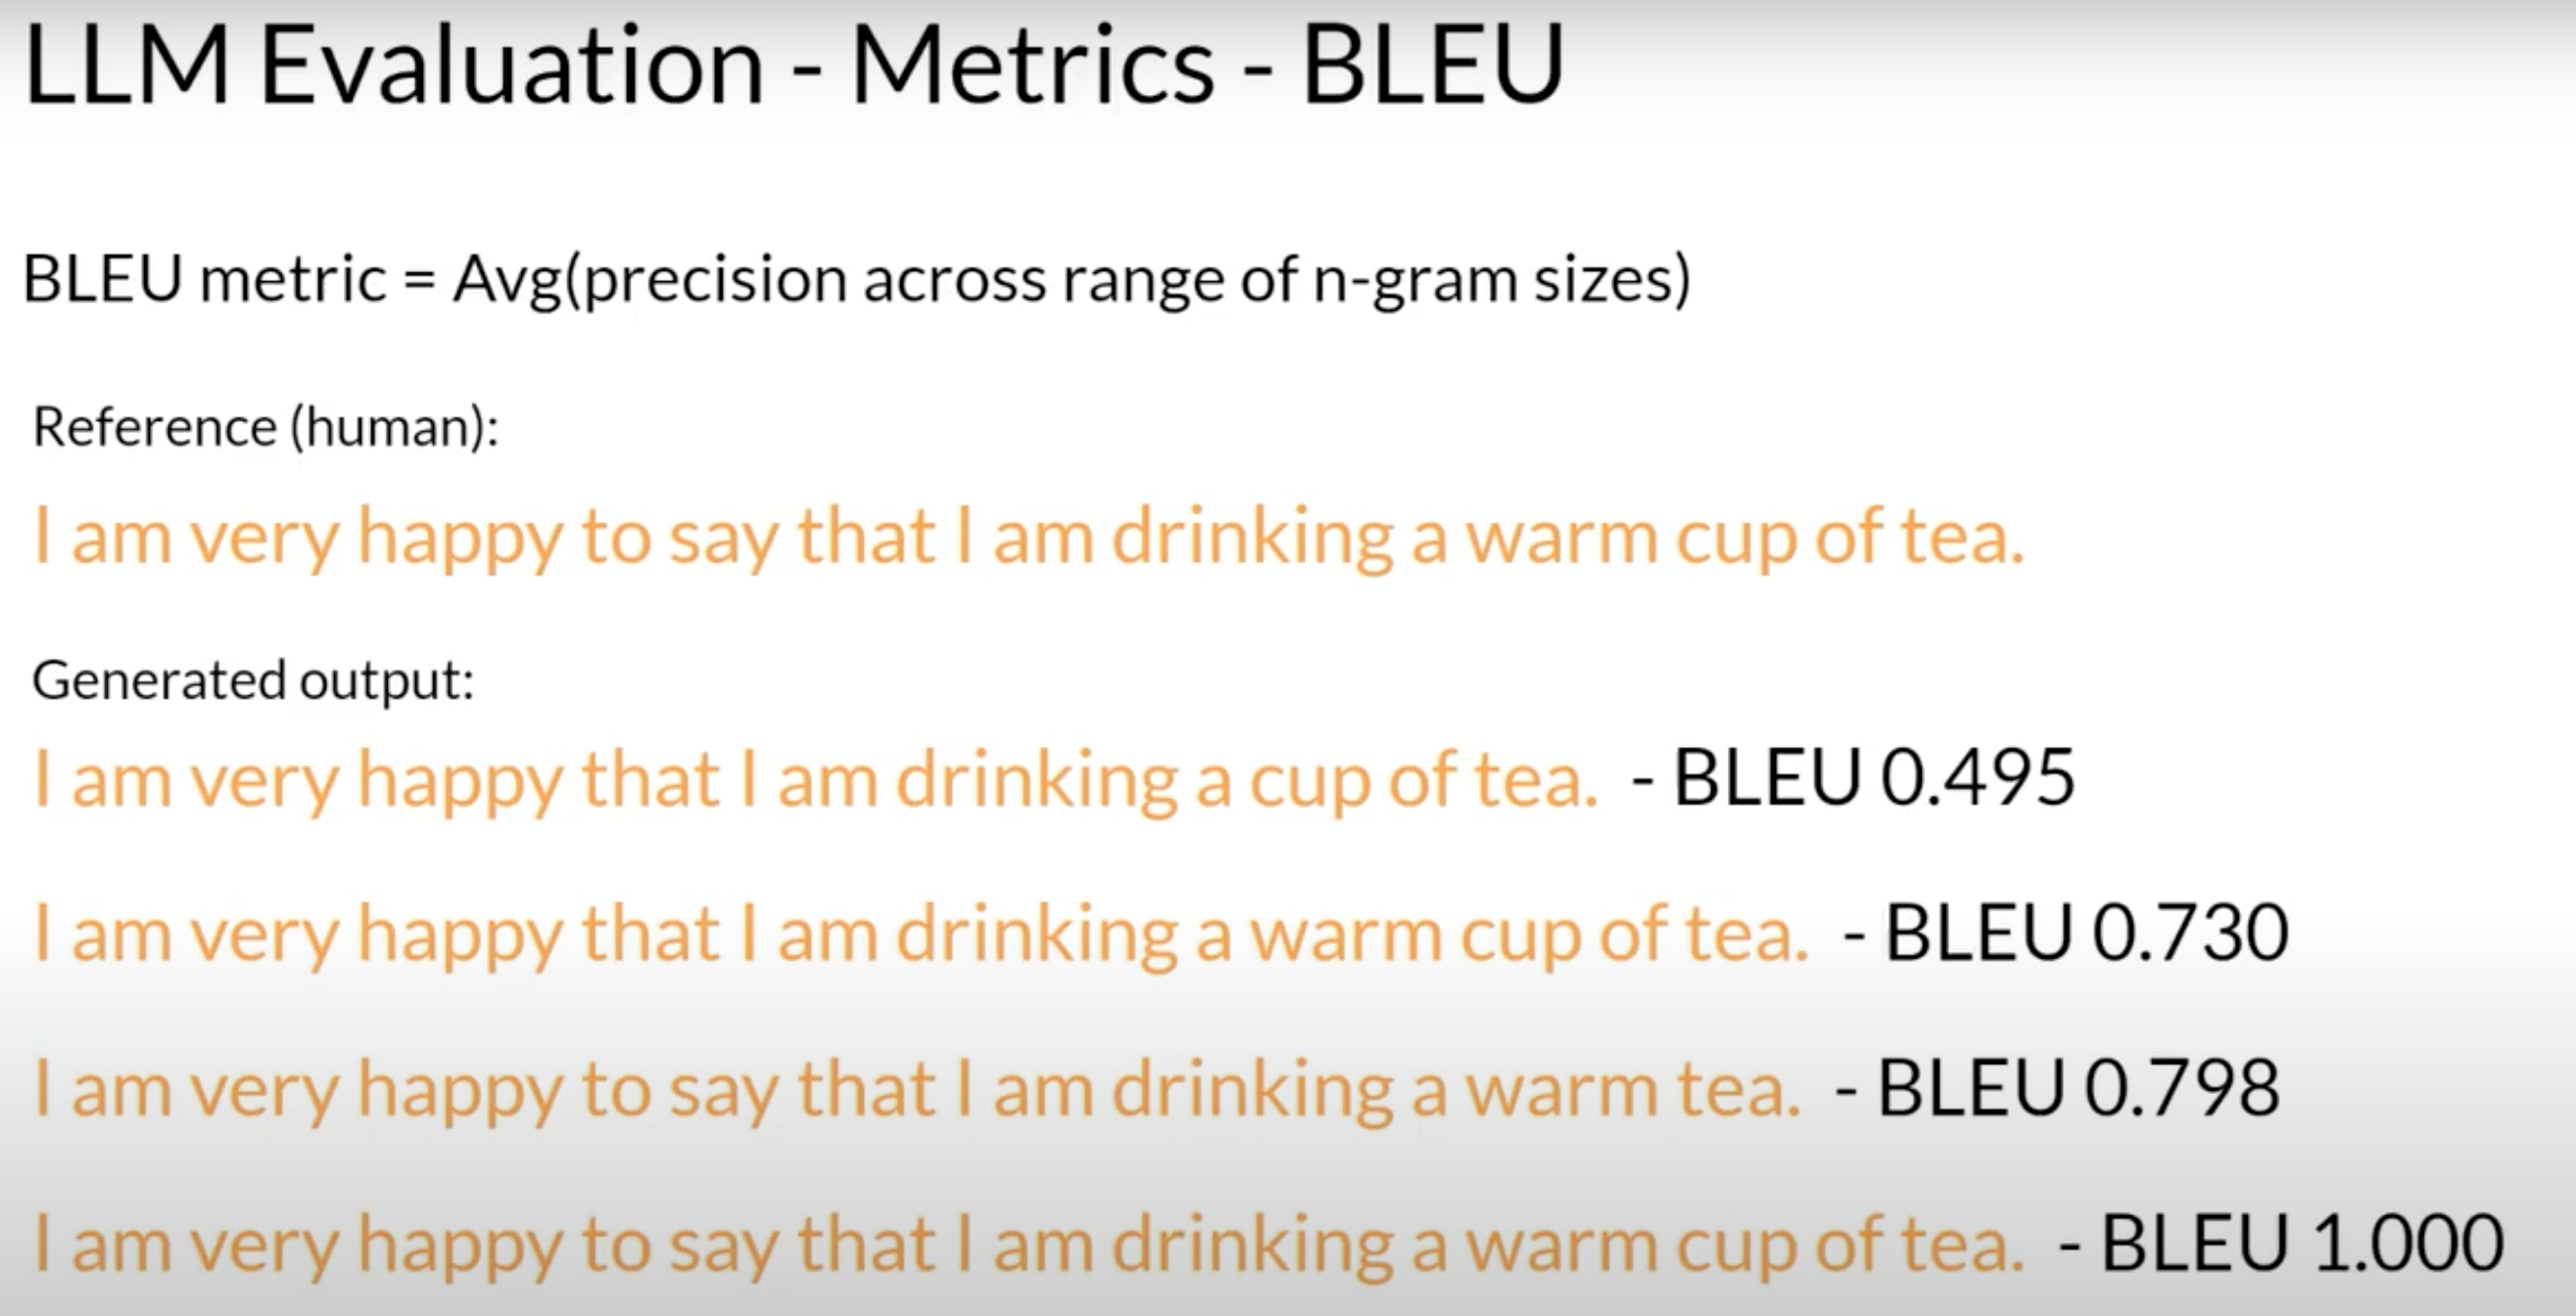 LLM Evaluation - Metrics - BLEU
BLEU metric = Avg(precision across range of n-gram sizes)
Reference (human):
I am very happy to say that I am drinking a warm cup of tea.
Generated output:
I am very happy that I am drinking a cup of tea. - BLEU 0.495
I am very happy that I am drinking a warm cup of tea. - BLEU 0.730
I am very happy to say that I am drinking a warm tea. - BLEU 0.798
I am very happy to say that I am drinking a warm cup of tea. - BLEU 1.000